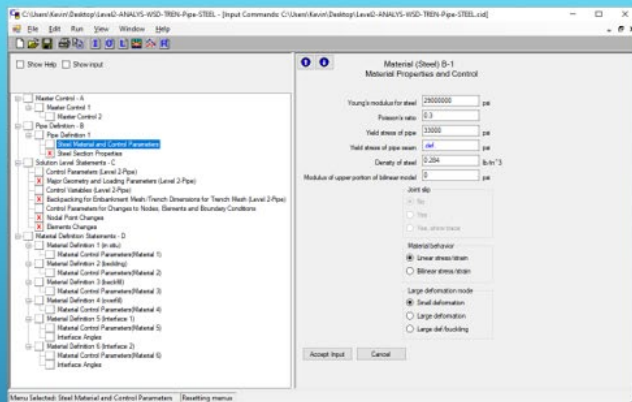 C:\Users\Kevin\Desktop\Level2-ANALYS-WSD-TREN-Pipe-STEEL - [Input Commands: C:\Users\Kevin\Desktop\Level2-ANALYS-WSD-TREN-Pipe-STEEL.cid]
File Edit Run View Window Help
Show Help Show input
Master Control - A
Master Control 1
Master Control 2
Pipe Definition - B
Pipe Definition 1
Steel Material and Control Parameters
Steel Section Properties
Solution Level Statements - C
Control Parameters (Level 2-Pipe)
Major Geometry and Loading Parameters (Level 2-Pipe)
Control Variables (Level 2-Pipe)
Backpacking for Embankment Mesh/Trench Dimensions for Trench Mesh (Level 2-Pipe)
Control Parameters for Changes to Nodes, Elements and Boundary Conditions
Nodal Point Changes
Elements Changes
Material Definition Statements - D
Material Definition 1 (in situ)
Material Control Parameters(Material 1)
Material Definition 2 (bedding)
Material Control Parameters(Material 2)
Material Definition 3 (backfill)
Material Control Parameters(Material 3)
Material Definition 4 (overfill)
Material Control Parameters(Material 4)
Material Definition 5 (Interface 1)
Material Control Parameters(Material 5)
Interface Angles
Material Definition 6 (Interface 2)
Material Control Parameters(Material 6)
Interface Angles
Material (Steel) B-1
Material Properties and Control
Young's modulus for steel 29000000 psi
Poisson's ratio 0.3
Yield stress of pipe 33000 psi
Yield stress of pipe seam .def. psi
Density of steel 0.284 lb/in^3
Modulus of upper portion of bilinear model 0 psi
Joint slip
No
Yes
Yes, show trace
Material behavior
Linear stress/strain
Bilinear stress/strain
Large deformation mode
Small deformation
Large deformation
Large def/buckling
Accept Input Cancel
Menu Selected: Steel Material and Control Parameters Resetting menus